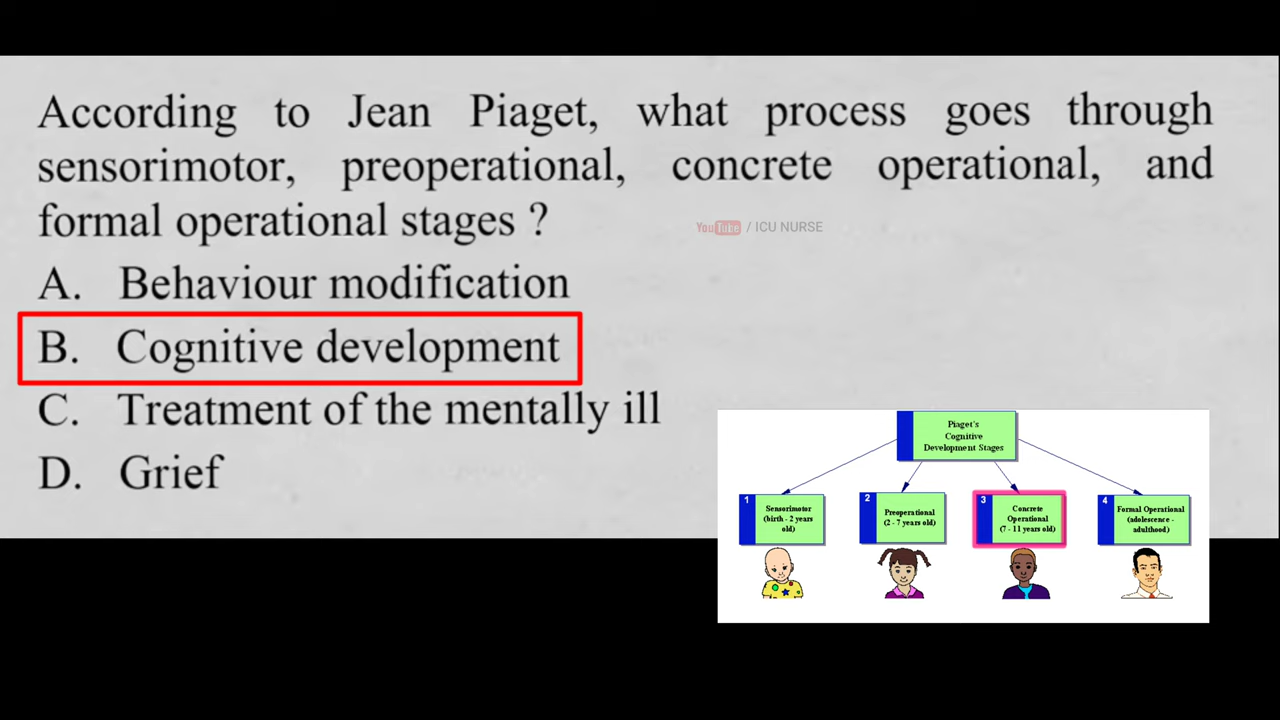 According to Jean Piaget, what process goes through
sensorimotor, preoperational, concrete operational, and
formal operational stages ?
YouTube / ICU NURSE
A. Behaviour modification
B. Cognitive development
C. Treatment of the mentally ill
D. Grief
Piaget's
Cognitive
Development Stages
1
Sensorimotor
(birth - 2 years
old)
2
Preoperational
(2 - 7 years old)
3
Concrete
Operational
(7 - 11 years old)
4
Formal Operational
(adolescence -
adulthood)